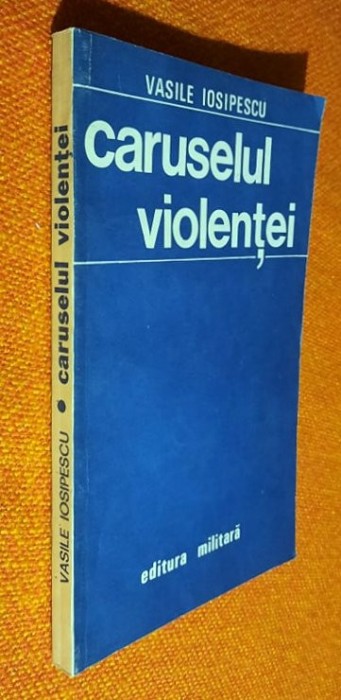 VASILE IOSIPESCU
caruselul
violenței
editura militară
VASILE IOSIPESCU • caruselul violenței